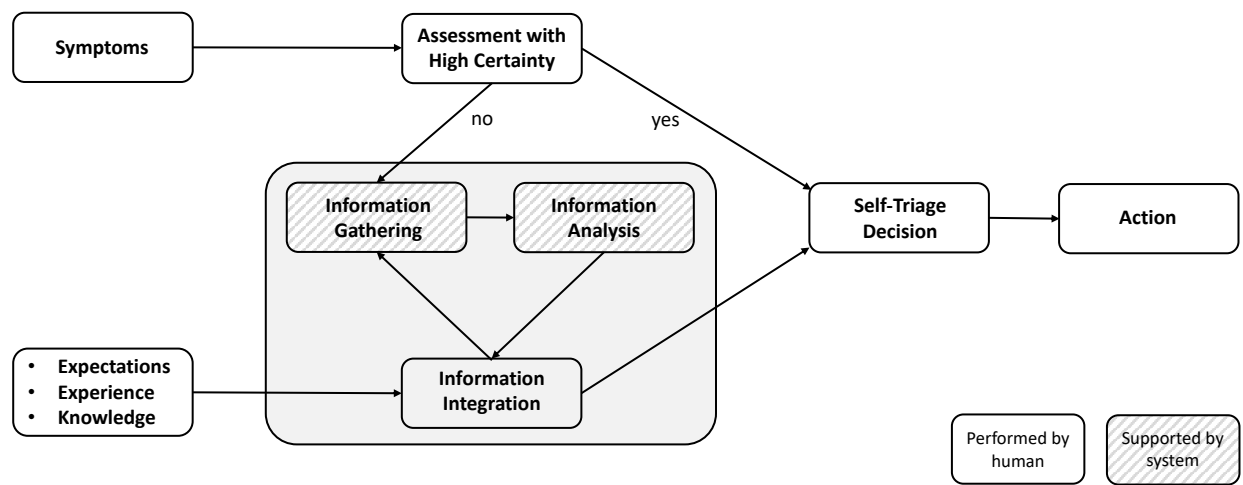 Symptoms
Assessment with
High Certainty
no
yes
Information
Gathering
Information
Analysis
Self-Triage
Decision
Action
• Expectations
• Experience
• Knowledge
Information
Integration
Performed by
human
Supported by
system